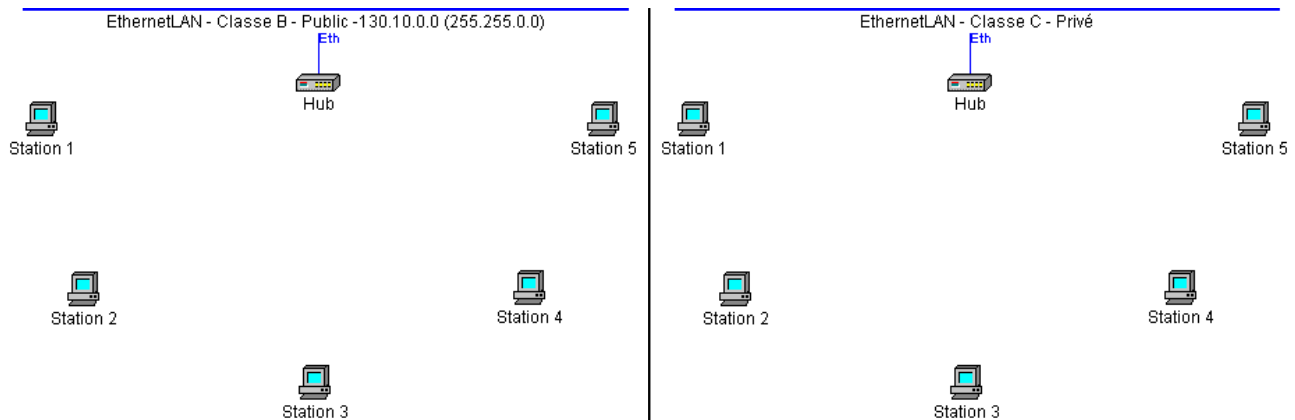 EthernetLAN - Classe B - Public -130.10.0.0 (255.255.0.0)
Eth
Hub
Station 1
Station 5
Station 2
Station 4
Station 3
EthernetLAN - Classe C - Privé
Eth
Hub
Station 1
Station 5
Station 2
Station 4
Station 3